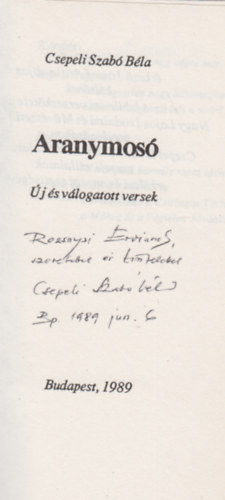 Csepeli Szabó Béla
Aranymosó
Új és válogatott versek
Rozsnyai Ervinnek,
szeretettel és tisztelettel
Csepeli Szabó Béla
Bp. 1989 jun. 6
Budapest, 1989